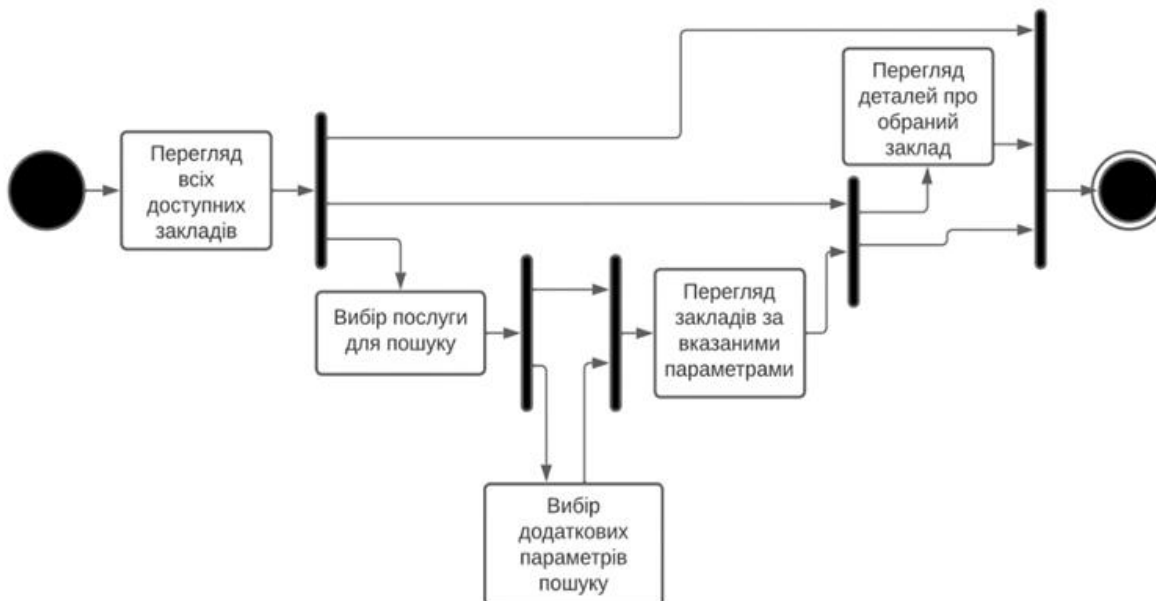 Перегляд
всіх
доступних
закладів
Вибір послуги
для пошуку
Вибір
додаткових
параметрів
пошуку
Перегляд
закладів за
вказаними
параметрами
Перегляд
деталей про
обраний
заклад